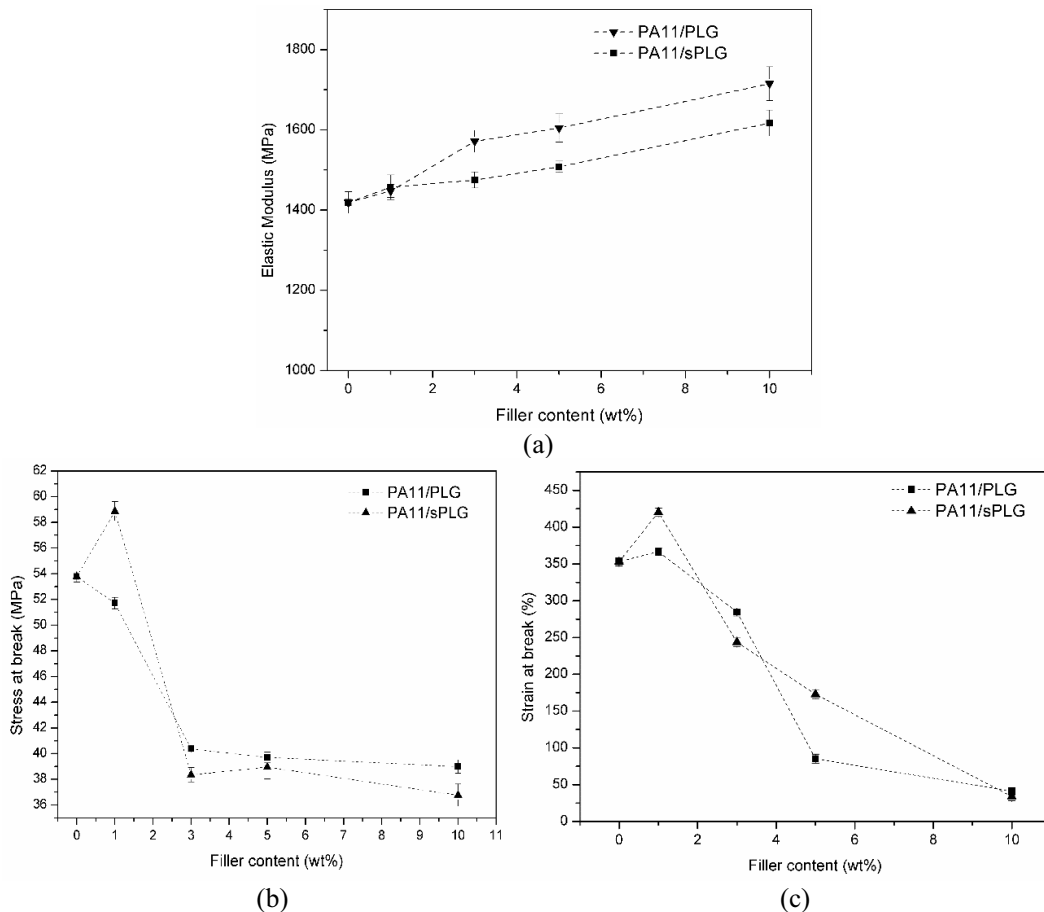 (a)
PA11/PLG
PA11/sPLG
1800
1600
1400
1200
1000
Elastic Modulus (MPa)
0 2 4 6 8 10
Filler content (wt%)
(a)
62
60
58
56
54
52
50
48
46
44
42
40
38
36
Stress at break (MPa)
PA11/PLG
PA11/sPLG
0 1 2 3 4 5 6 7 8 9 10 11
Filler content (wt%)
(b)
450
400
350
300
250
200
150
100
50
0
Strain at break (%)
PA11/PLG
PA11/sPLG
0 2 4 6 8 10
Filler content (wt%)
(c)